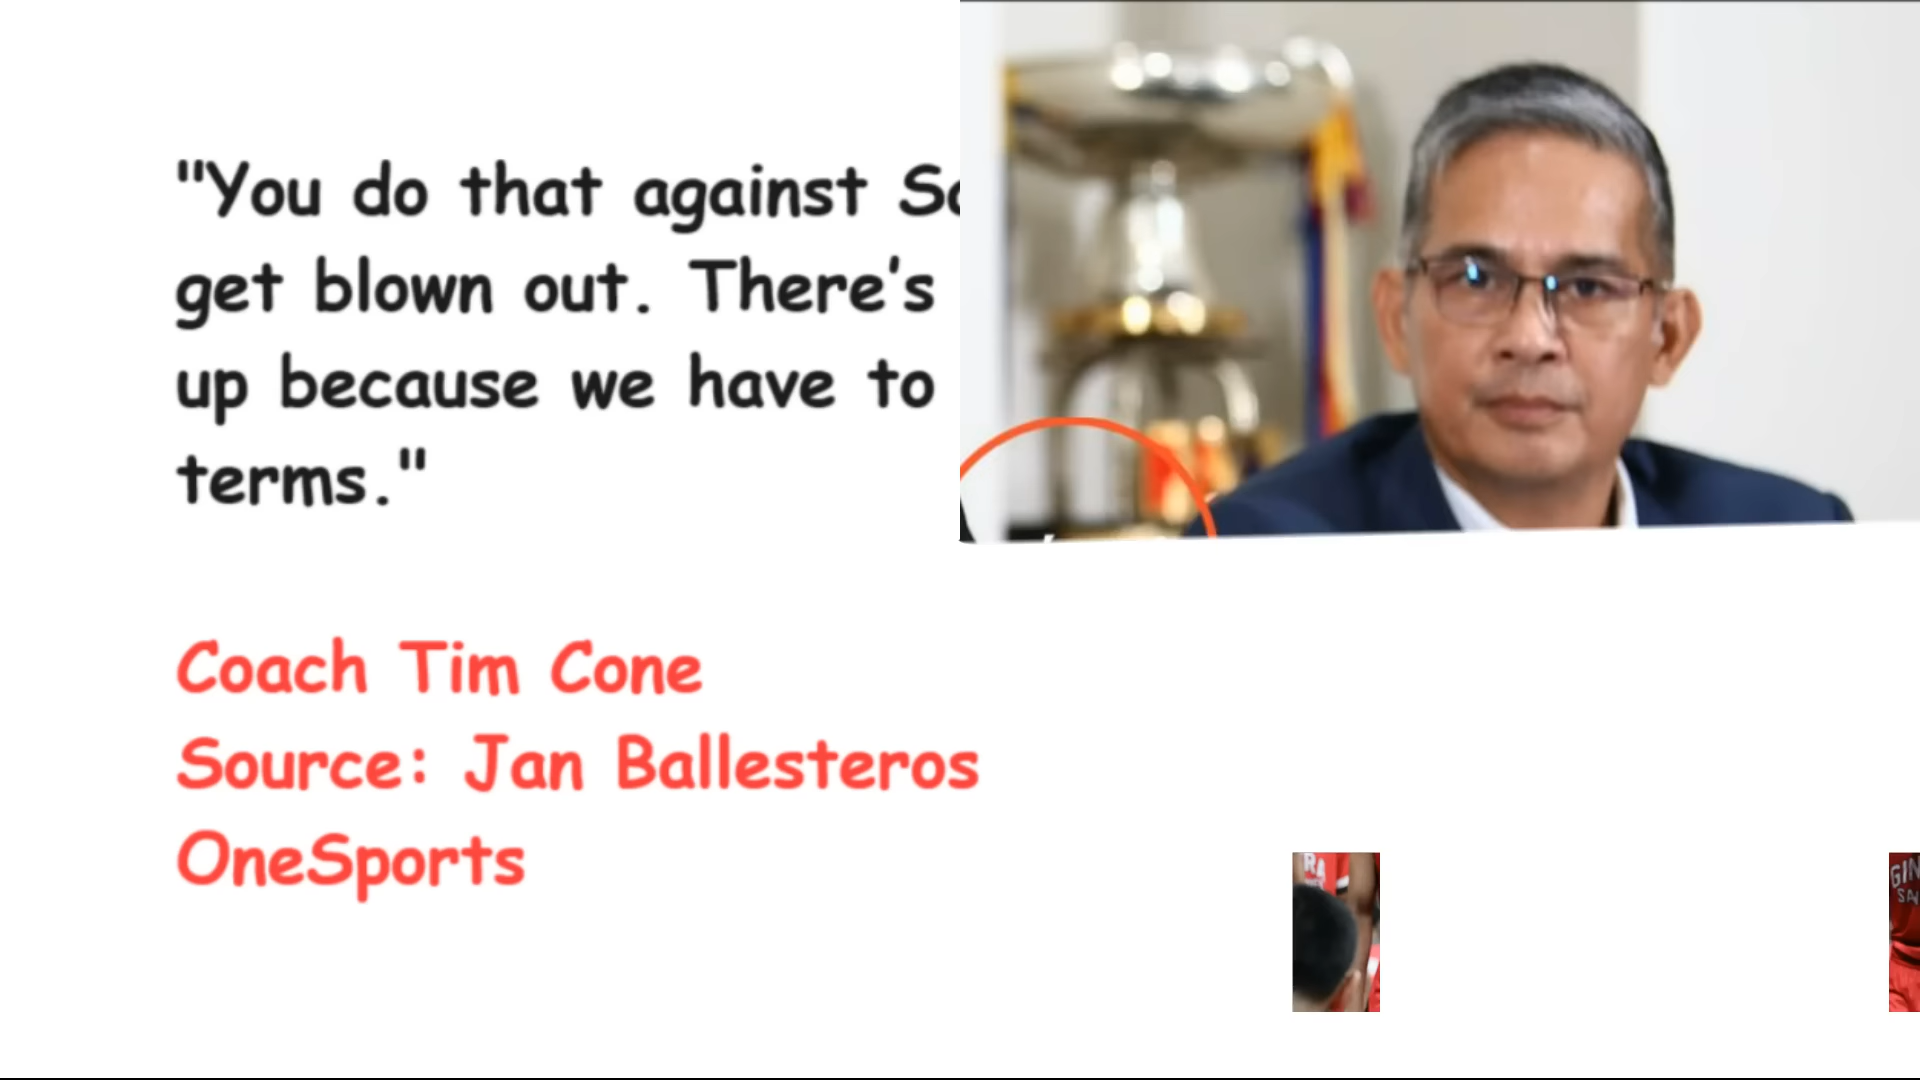 "You do that against
get blown out. There's
up because we have to
terms."
Coach Tim Cone
Source: Jan Ballesteros
OneSports